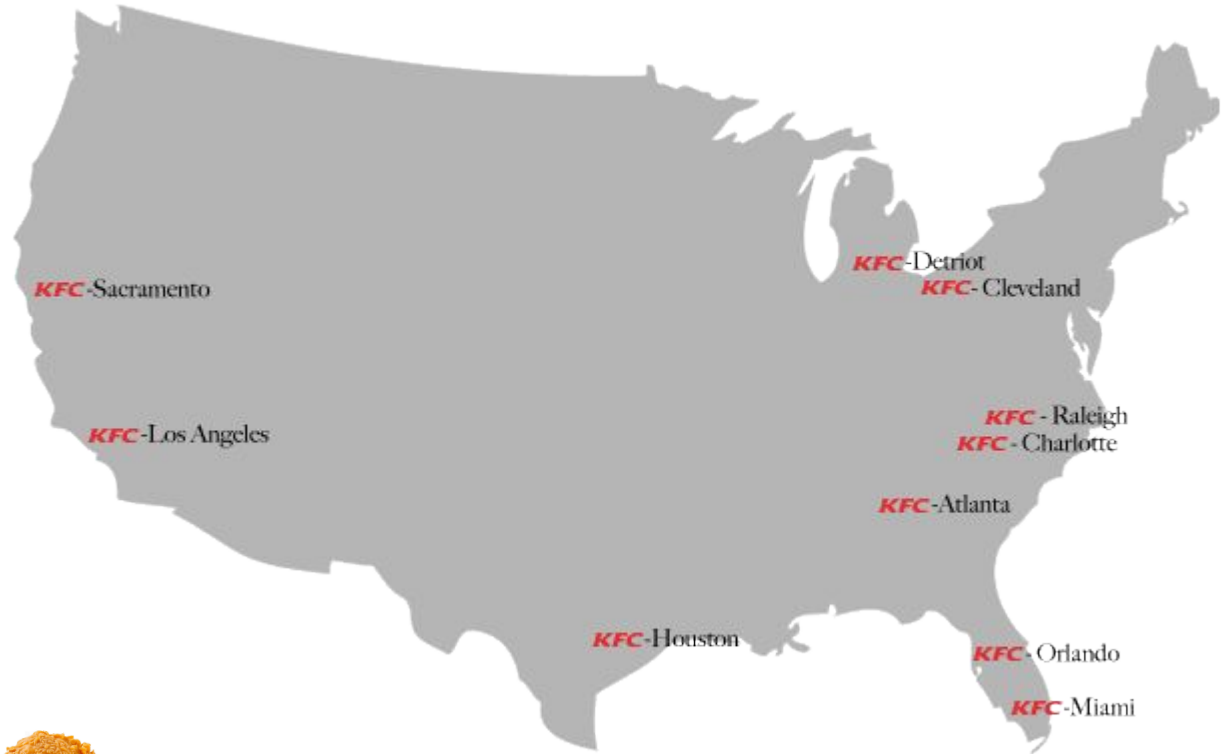 KFC-Detriot
KFC- Cleveland
KFC-Sacramento
KFC - Raleigh
KFC-Los Angeles
KFC- Charlotte
KFC-Atlanta
KFC-Houston
KFC- Orlando
KFC-Miami